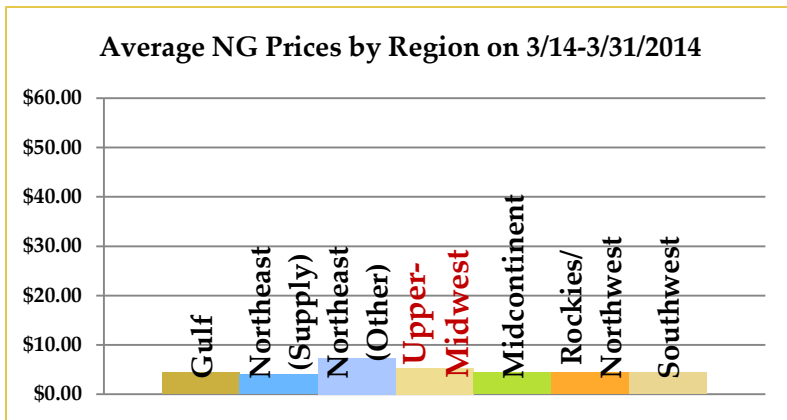 Average NG Prices by Region on 3/14-3/31/2014
$60.00
$50.00
$40.00
$30.00
$20.00
$10.00
$0.00
Gulf
Northeast
(Supply)
Northeast
(Other)
Upper-
Midwest
Midcontinent
Rockies/
Northwest
Southwest